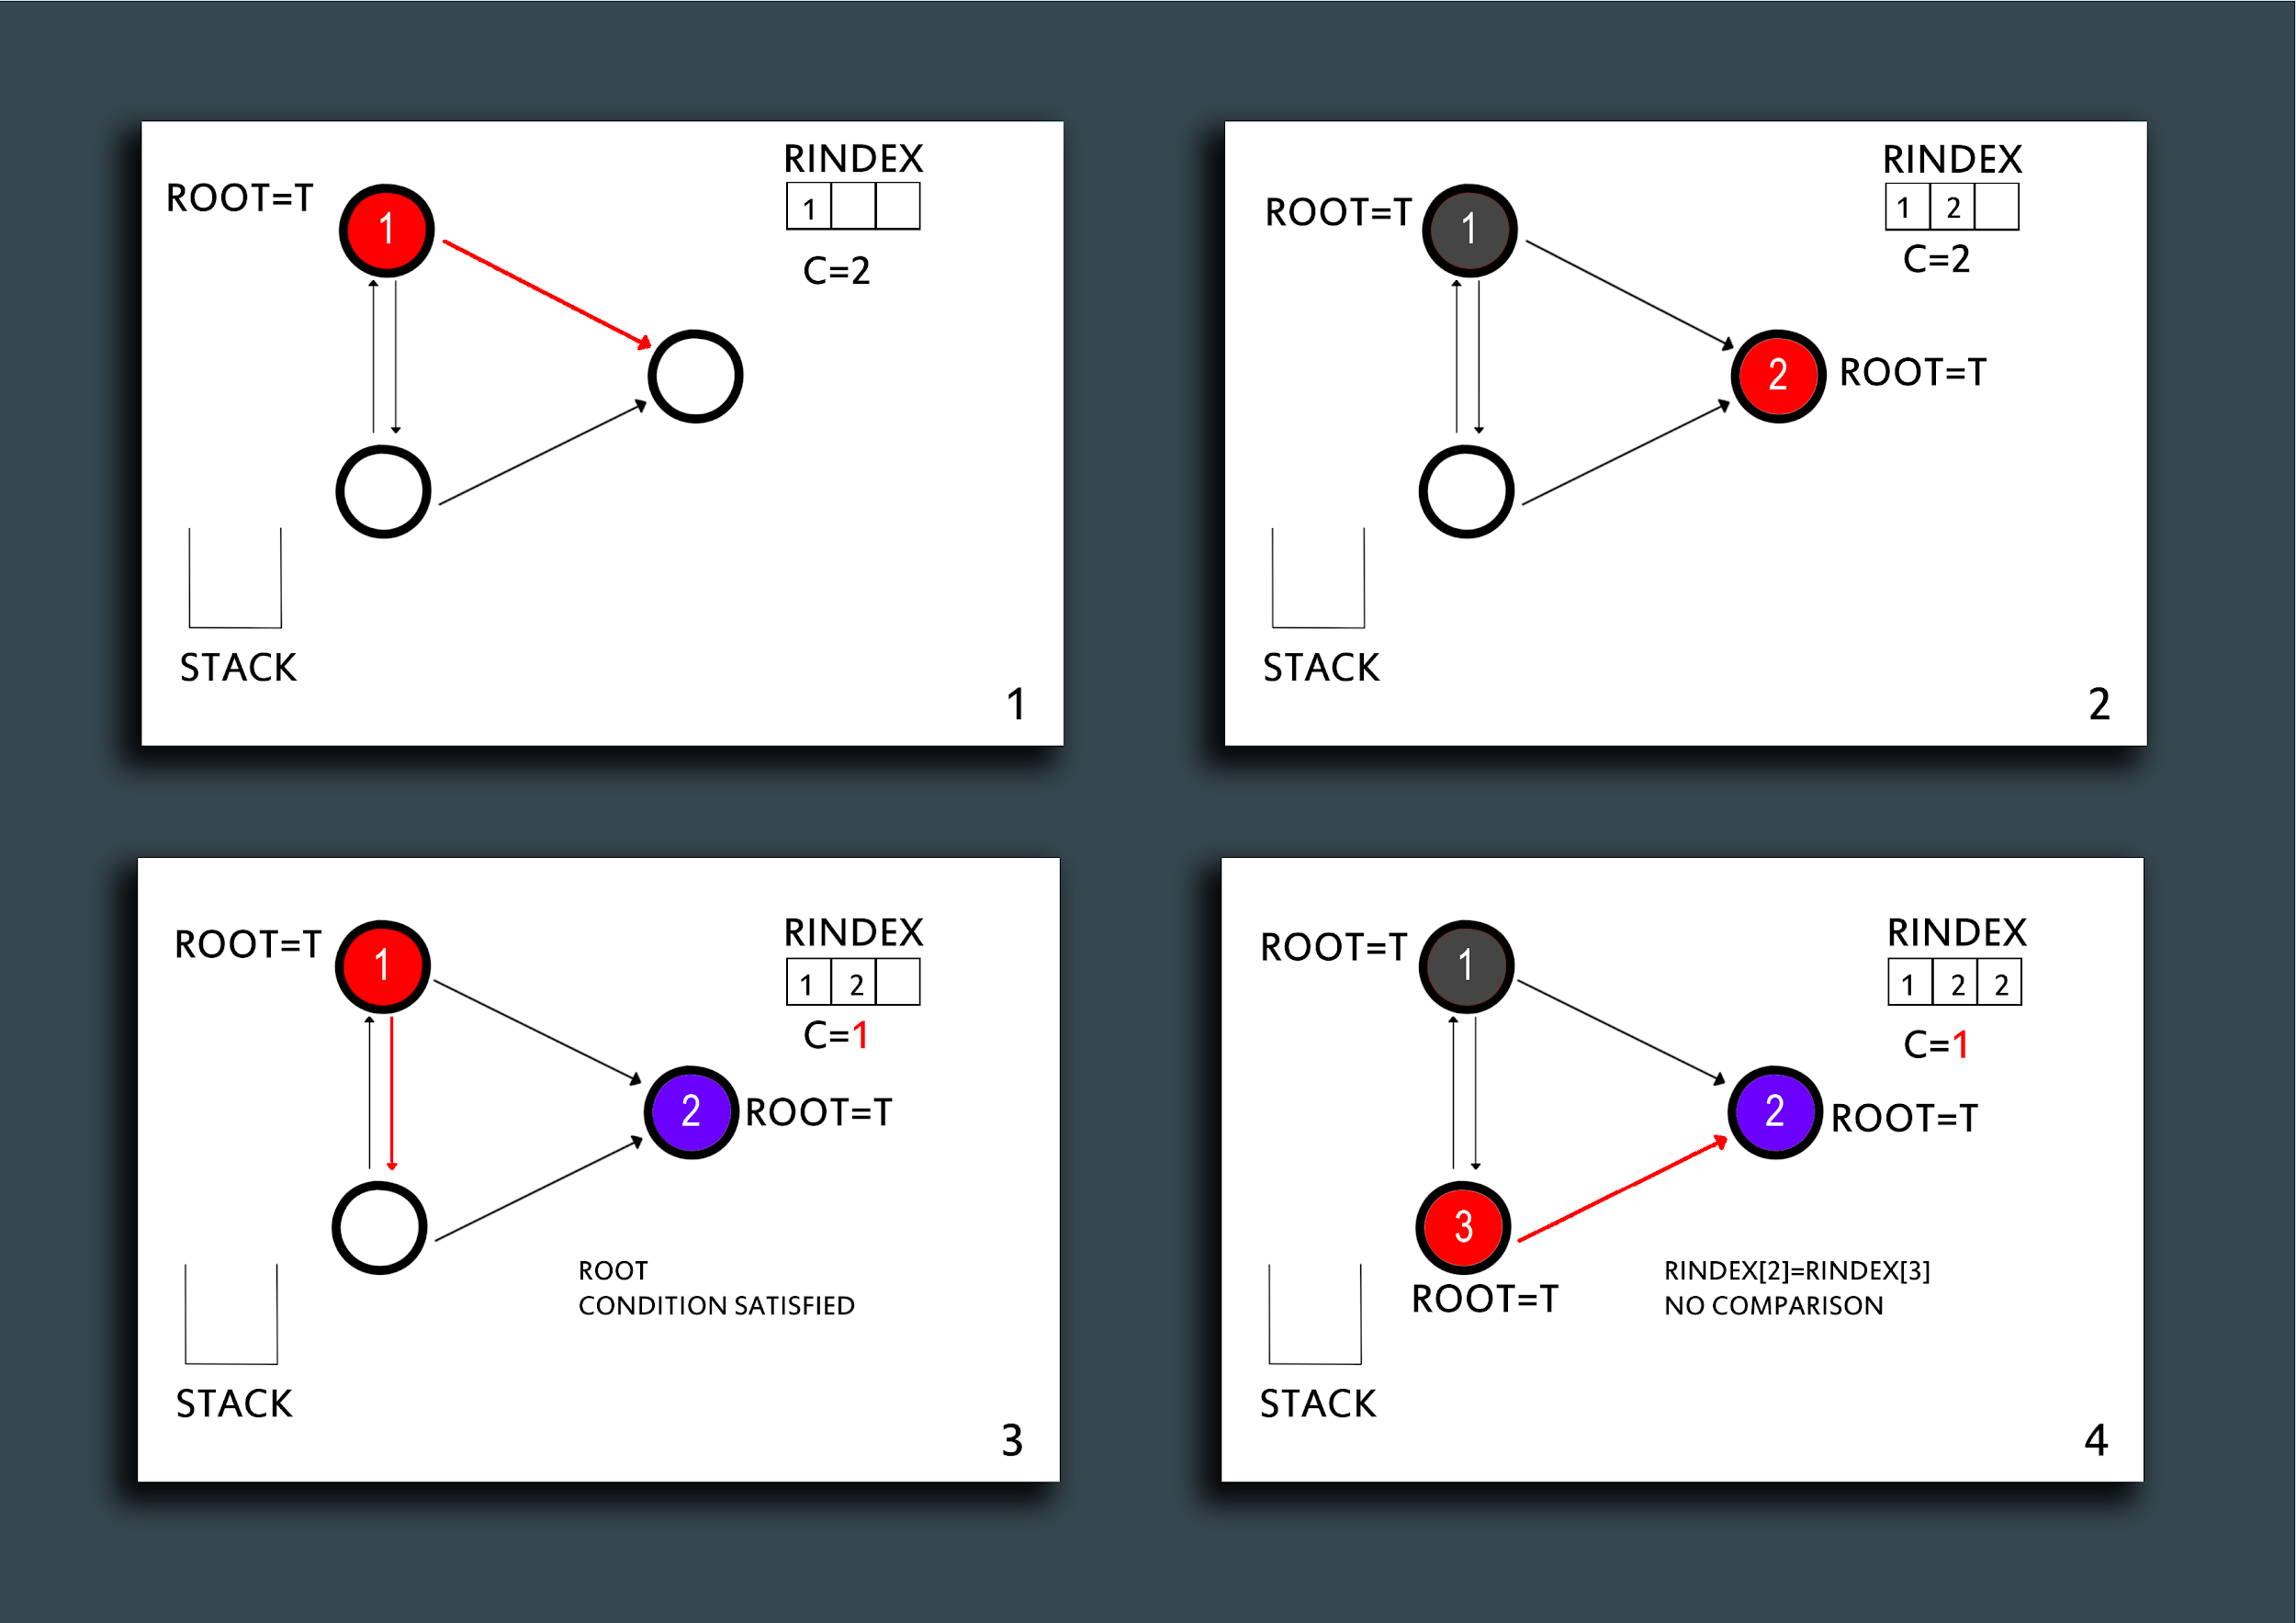 RINDEX
ROOT=T
1
1
C=2
STACK
1
RINDEX
1 2
ROOT=T
1
C=2
2
ROOT=T
STACK
2
RINDEX
ROOT=T
1
1 2
C=1
2
ROOT=T
ROOT
CONDITION SATISFIED
STACK
3
RINDEX
ROOT=T
1
1 2 2
C=1
2
ROOT=T
3
ROOT=T
RINDEX[2]=RINDEX[3]
NO COMPARISON
STACK
4